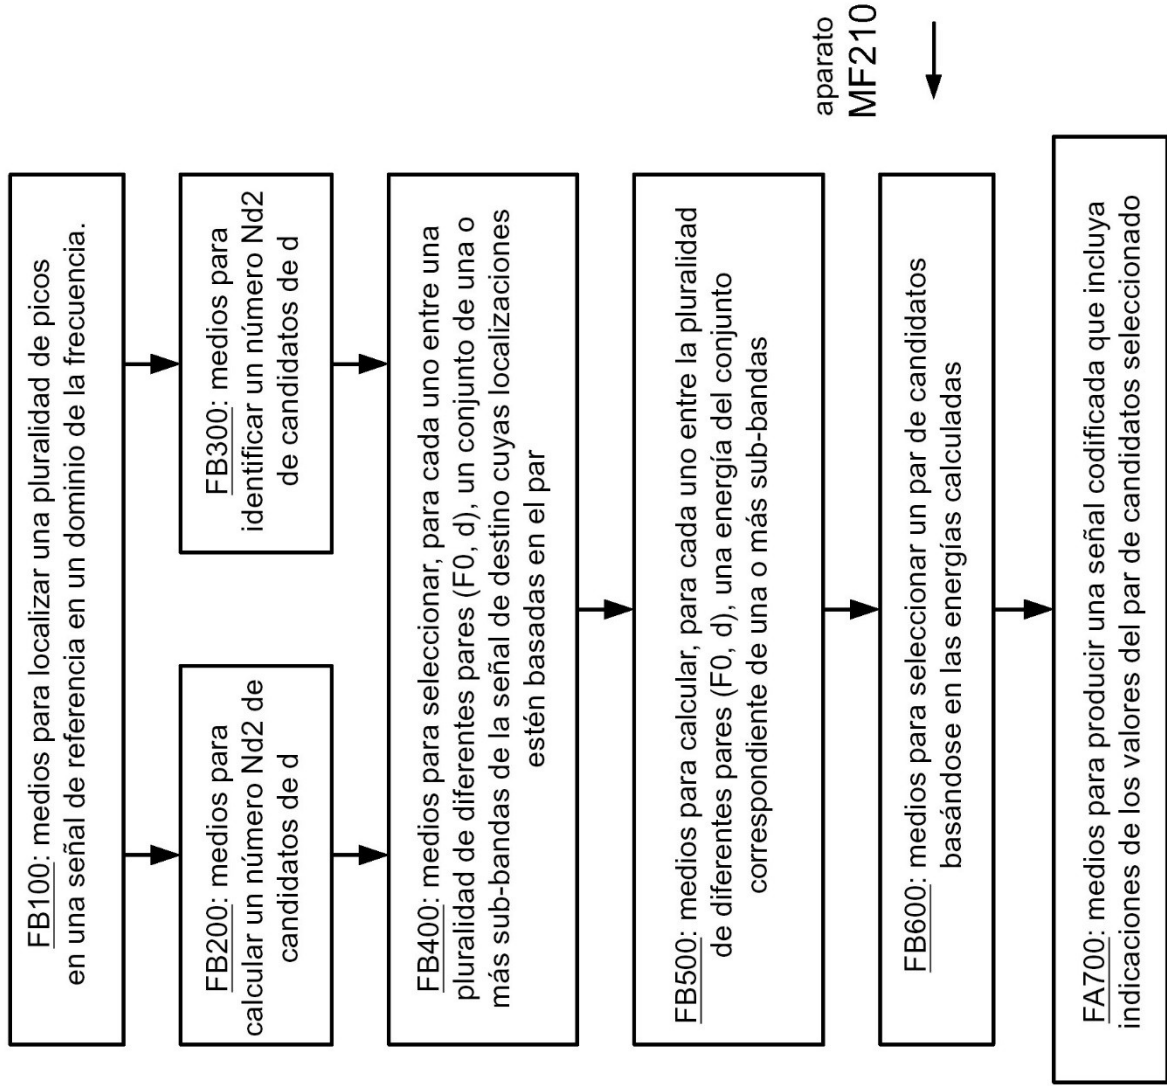 FB100: medios para localizar una pluralidad de picos
en una señal de referencia en un dominio de la frecuencia.
FB200: medios para
calcular un número Nd2 de
candidatos de d
FB300: medios para
identificar un número Nd2
de candidatos de d
FB400: medios para seleccionar, para cada uno entre una
pluralidad de diferentes pares (F0, d), un conjunto de una o
más sub-bandas de la señal de destino cuyas localizaciones
estén basadas en el par
FB500: medios para calcular, para cada uno entre la pluralidad
de diferentes pares (F0, d), una energía del conjunto
correspondiente de una o más sub-bandas
FB600: medios para seleccionar un par de candidatos
basándose en las energías calculadas
FA700: medios para producir una señal codificada que incluya
indicaciones de los valores del par de candidatos seleccionado
aparato
MF210